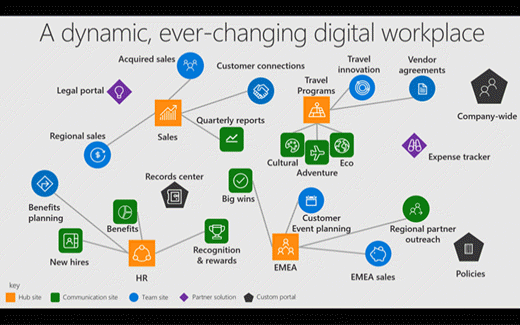 A dynamic, ever-changing digital workplace
Acquired sales
Customer connections
Travel
innovation
Vendor
agreements
Legal portal
Travel
Programs
Company-wide
Sales
Quarterly reports
Regional sales
Cultural
Adventure
Eco
Expense tracker
Records center
Big wins
Benefits
planning
Benefits
Customer
Event planning
Regional partner
outreach
New hires
HR
Recognition
& rewards
EMEA
EMEA sales
Policies
key
Hub site
Communication site
Team site
Partner solution
Custom portal